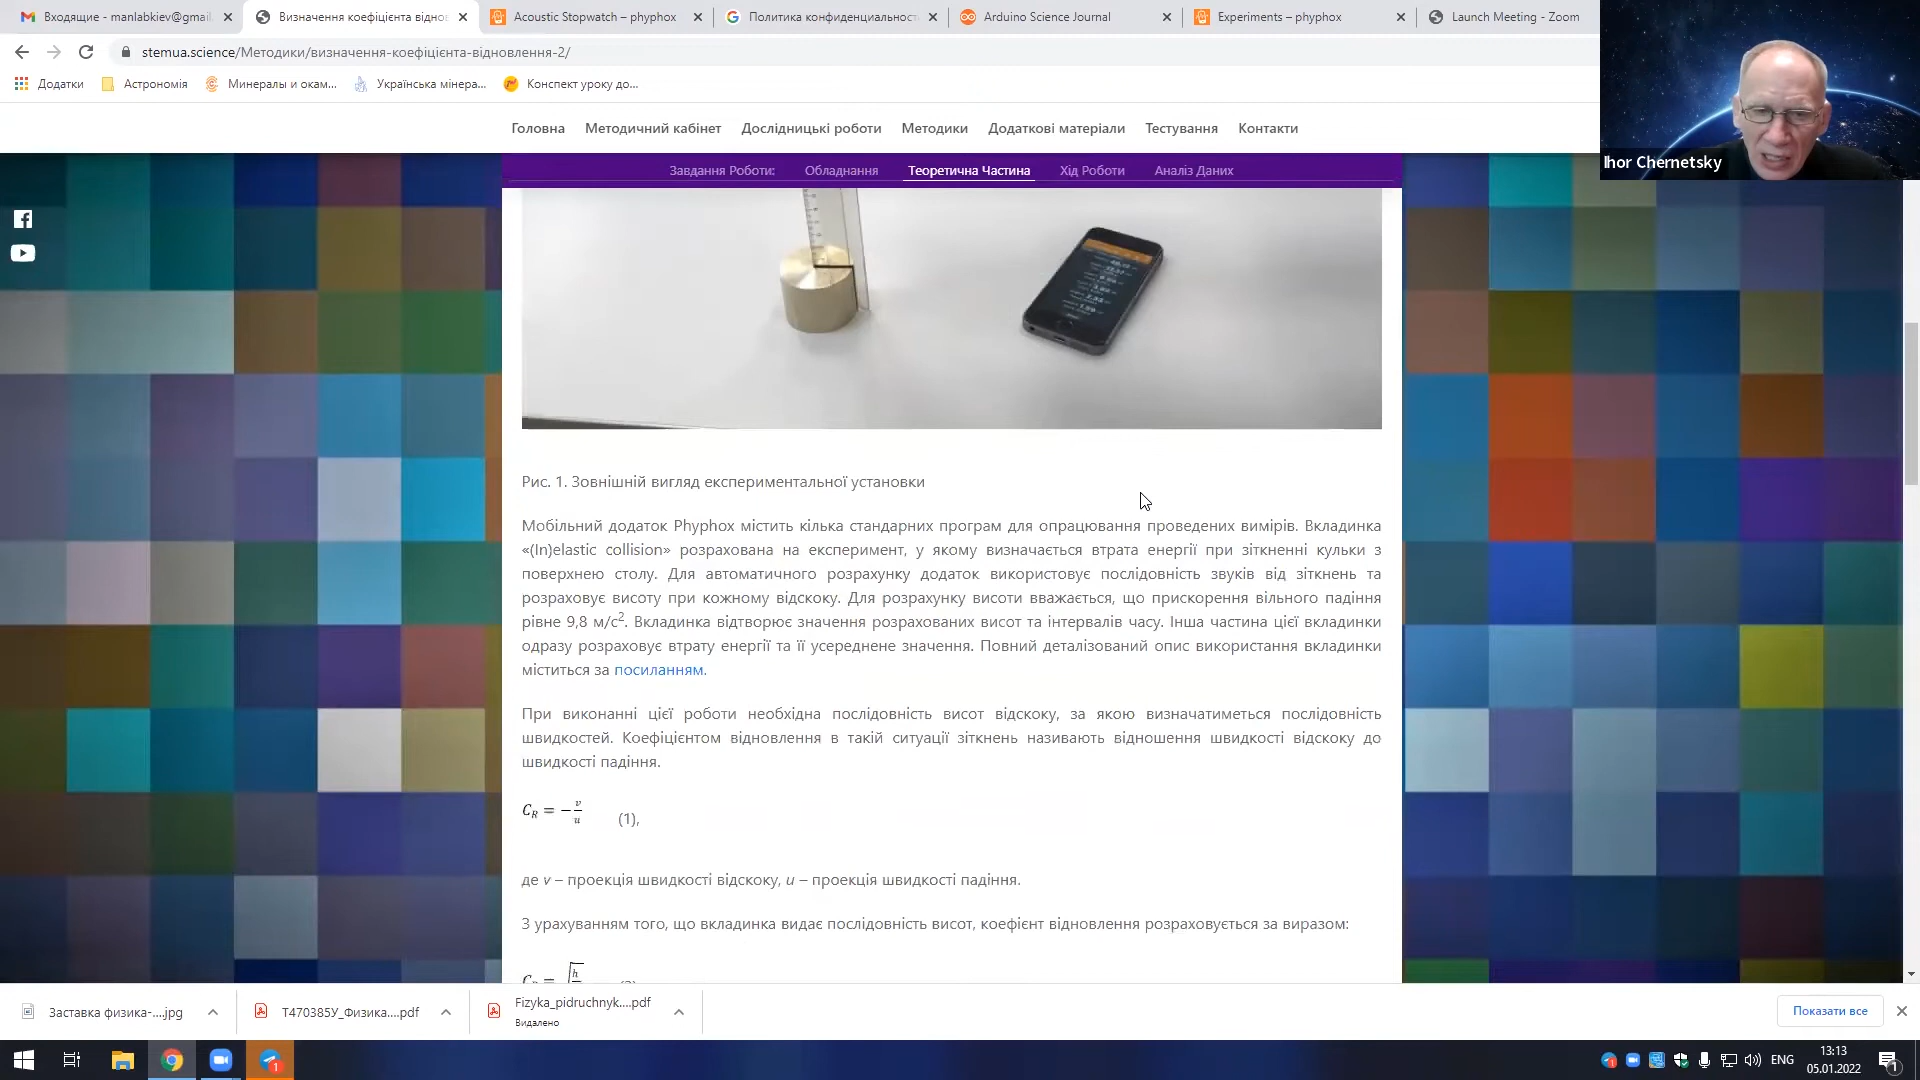 Входящие - manlabkiev@gmail.
Визначення коефіцієнта віднов
Acoustic Stopwatch – phyphox
Политика конфиденциальност
Arduino Science Journal
Experiments – phyphox
Launch Meeting - Zoom
stemua.science/Методики/визначення-коефіцієнта-відновлення-2/
Додатки
Астрономія
Минералы и окам...
Українська мінера...
Конспект уроку до...
Головна
Методичний кабінет
Дослідницькі роботи
Методики
Додаткові матеріали
Тестування
Контакти
Ihor Chernetsky
Завдання Роботи:
Обладнання
Теоретична Частина
Хід Роботи
Аналіз Даних
Рис. 1. Зовнішній вигляд експериментальної установки
Мобільний додаток Phyphox містить кілька стандарних програм для опрацювання проведених вимірів. Вкладинка
«(In)elastic collision» розрахована на експеримент, у якому визначається втрата енергії при зіткненні кульки з
поверхнею столу. Для автоматичного розрахунку додаток використовує послідовність звуків від зіткнень та
розраховує висоту при кожному відскоку. Для розрахунку висоти вважається, що прискорення вільного падіння
рівне 9,8 м/с². Вкладинка відтворює значення розрахованих висот та інтервалів часу. Інша частина цієї вкладинки
одразу розраховує втрату енергії та її усереднене значення. Повний деталізований опис використання вкладинки
міститься за посиланням.
При виконанні цієї роботи необхідна послідовність висот відскоку, за якою визначатиметься послідовність
швидкостей. Коефіцієнтом відновлення в такій ситуації зіткнень називають відношення швидкості відскоку до
швидкості падіння.
C_R = − v/u (1),
де v – проекція швидкості відскоку, u – проекція швидкості падіння.
З урахуванням того, що вкладинка видає послідовність висот, коефієнт відновлення розраховується за виразом:
Заставка физика-....jpg
Т470385У_Физика....pdf
Fizyka_pidruchnyk....pdf
Видалено
Показати все
ENG
13:13
05.01.2022
1
1